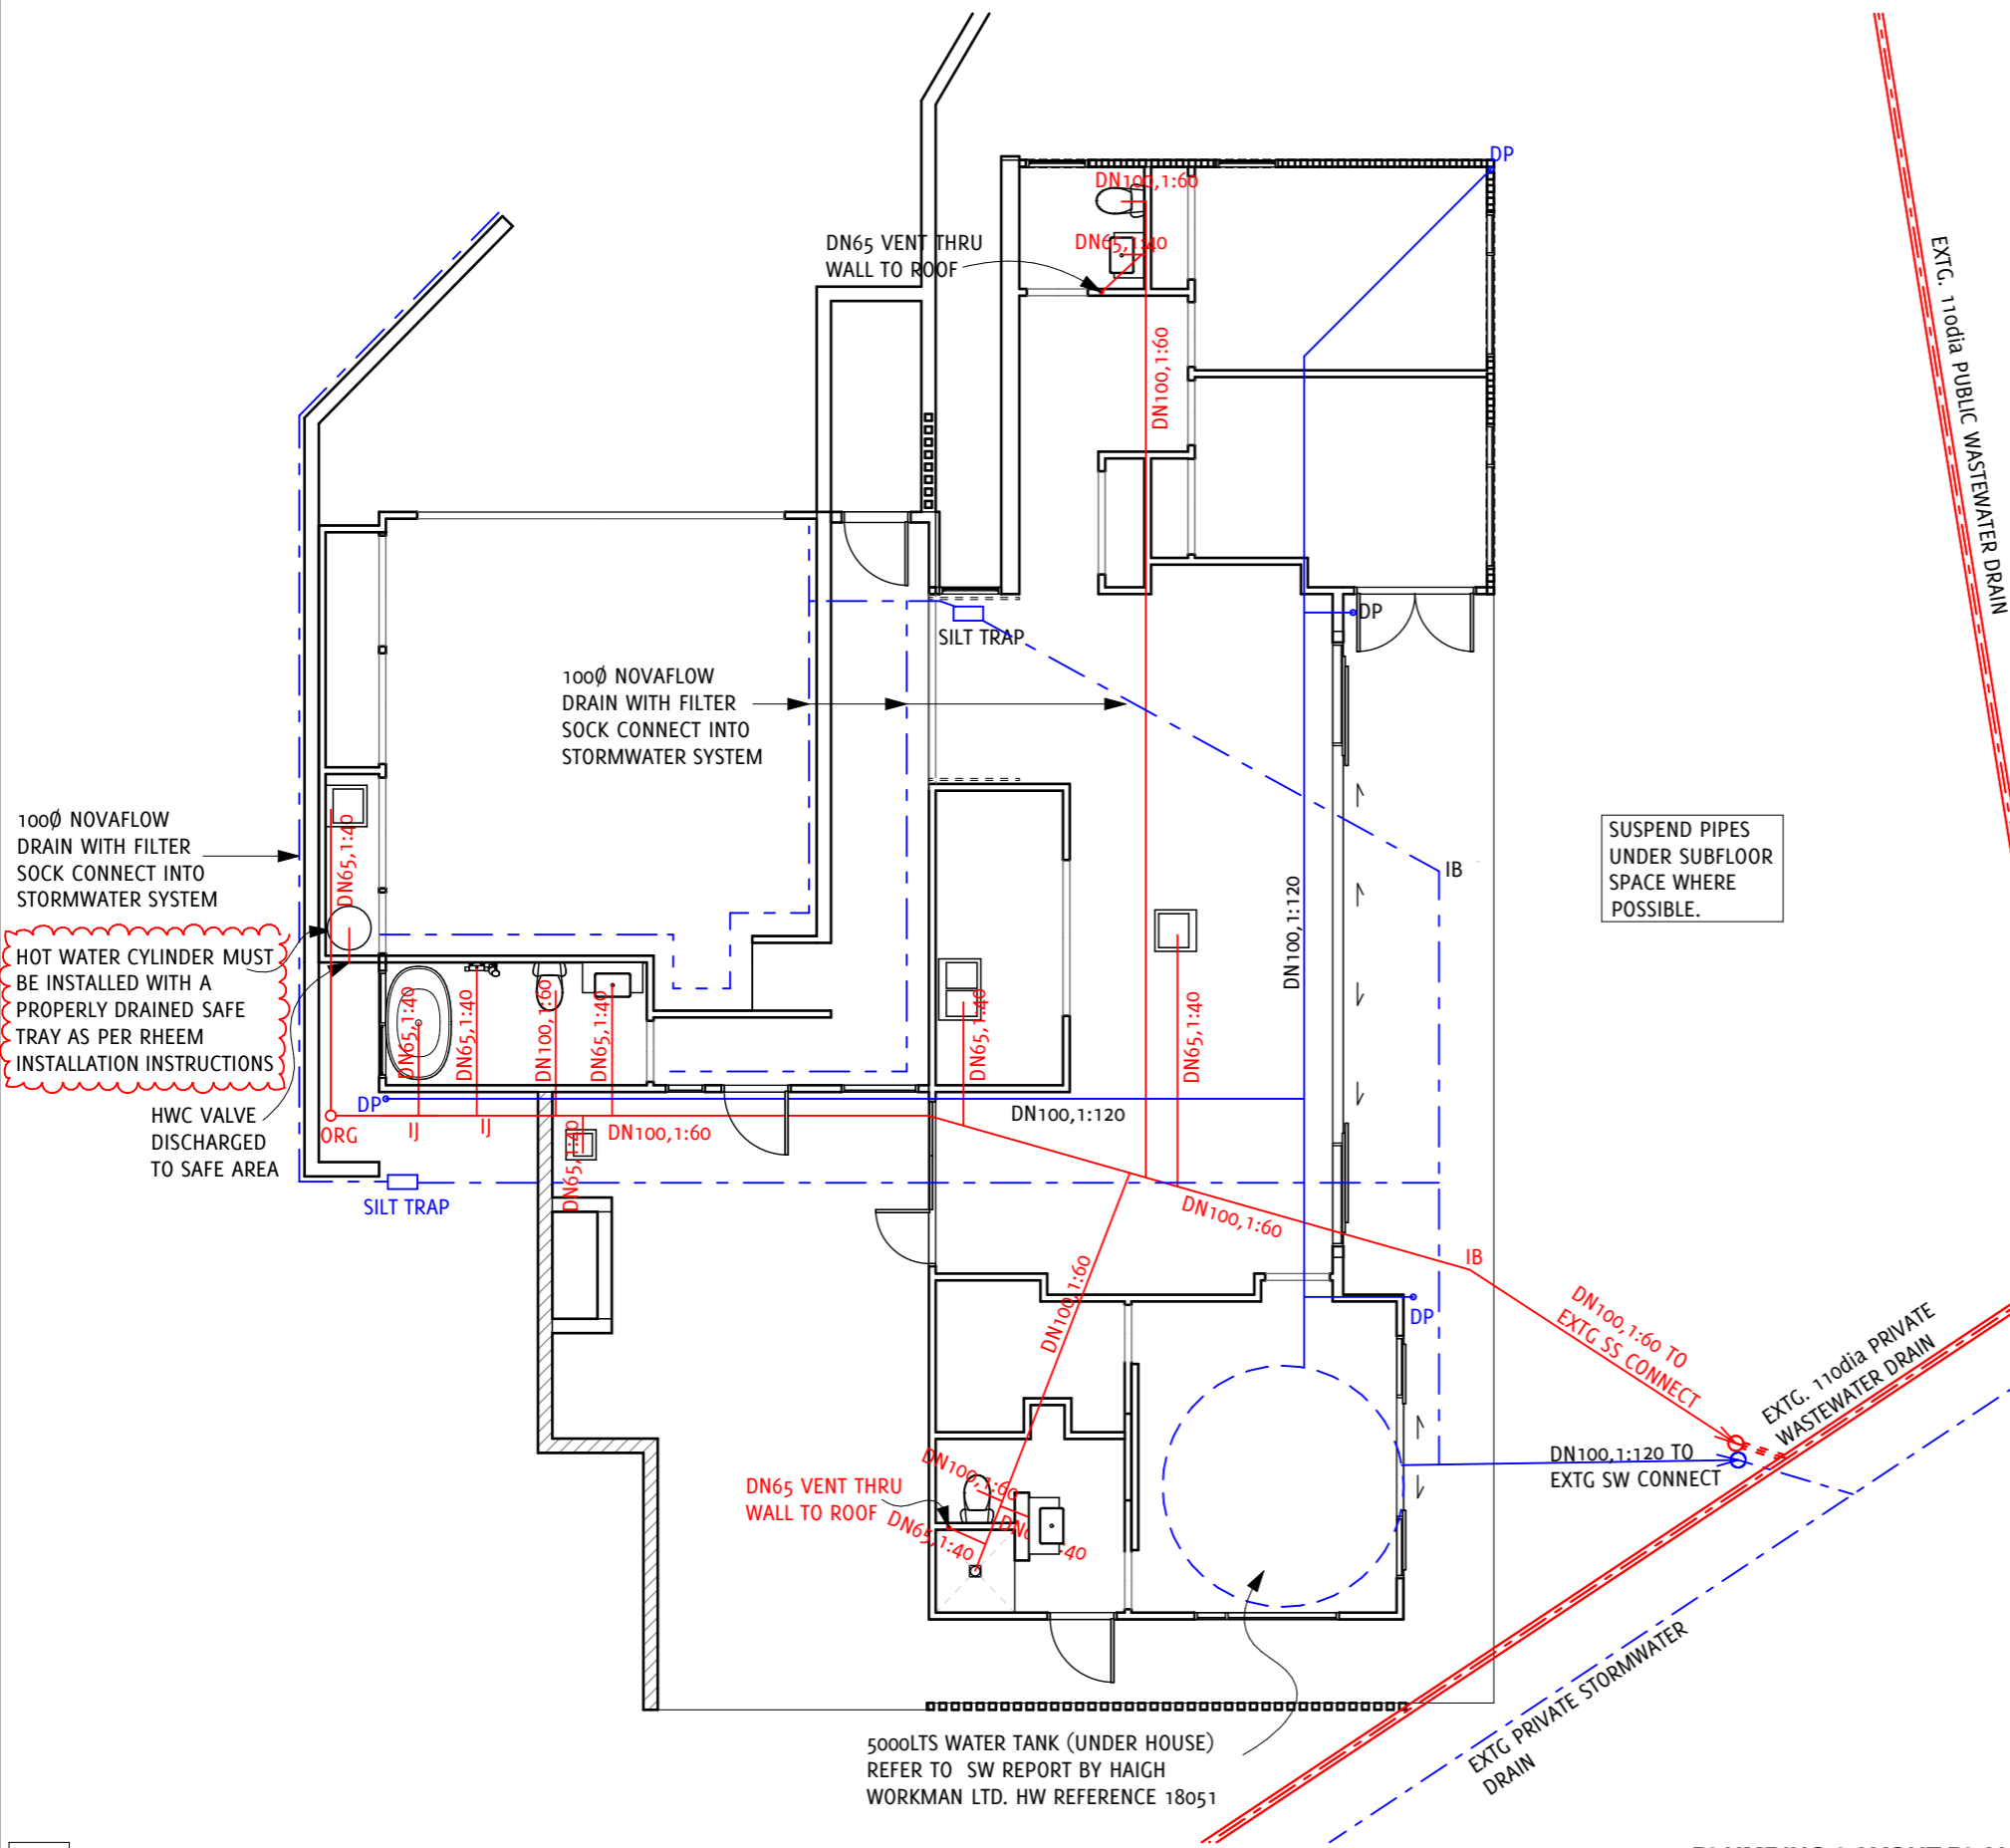 DP
DN100,1:60
DN65,1:40
DN65 VENT THRU
WALL TO ROOF
EXTG. 110dia PUBLIC WASTEWATER DRAIN
DN100,1:60
DP
SILT TRAP
100Ø NOVAFLOW
DRAIN WITH FILTER
SOCK CONNECT INTO
STORMWATER SYSTEM
100Ø NOVAFLOW
DRAIN WITH FILTER
SOCK CONNECT INTO
STORMWATER SYSTEM
DN65,1:40
IB
SUSPEND PIPES
UNDER SUBFLOOR
SPACE WHERE
POSSIBLE.
DN100,1:120
HOT WATER CYLINDER MUST
BE INSTALLED WITH A
PROPERLY DRAINED SAFE
TRAY AS PER RHEEM
INSTALLATION INSTRUCTIONS
DN65,1:40
DN65,1:40
DN100,1:60
DN65,1:40
DN65,1:40
DN65,1:40
DP
HWC VALVE
DISCHARGED
TO SAFE AREA
ORG
IJ
IJ
DN65,1:40
DN100,1:60
DN100,1:120
SILT TRAP
DN100,1:60
IB
DN100,1:60
DP
DN100,1:60 TO
EXTG SS CONNECT
EXTG. 110dia PRIVATE
WASTEWATER DRAIN
DN100,1:120 TO
EXTG SW CONNECT
DN100,1:60
DN65 VENT THRU
WALL TO ROOF
DN65,1:40
EXTG PRIVATE STORMWATER
DRAIN
5000LTS WATER TANK (UNDER HOUSE)
REFER TO SW REPORT BY HAIGH
WORKMAN LTD. HW REFERENCE 18051